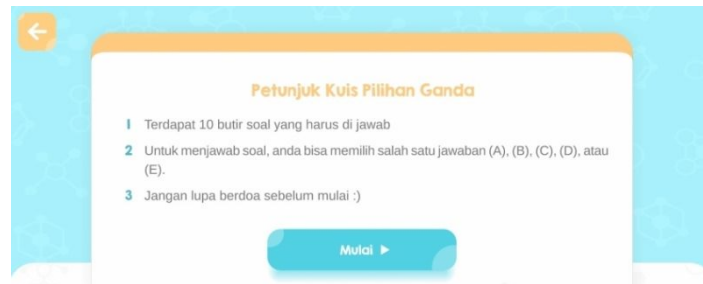 Petunjuk Kuis Pilihan Ganda
1 Terdapat 10 butir soal yang harus di jawab
2 Untuk menjawab soal, anda bisa memilih salah satu jawaban (A), (B), (C), (D), atau
(E).
3 Jangan lupa berdoa sebelum mulai :)
Mulai